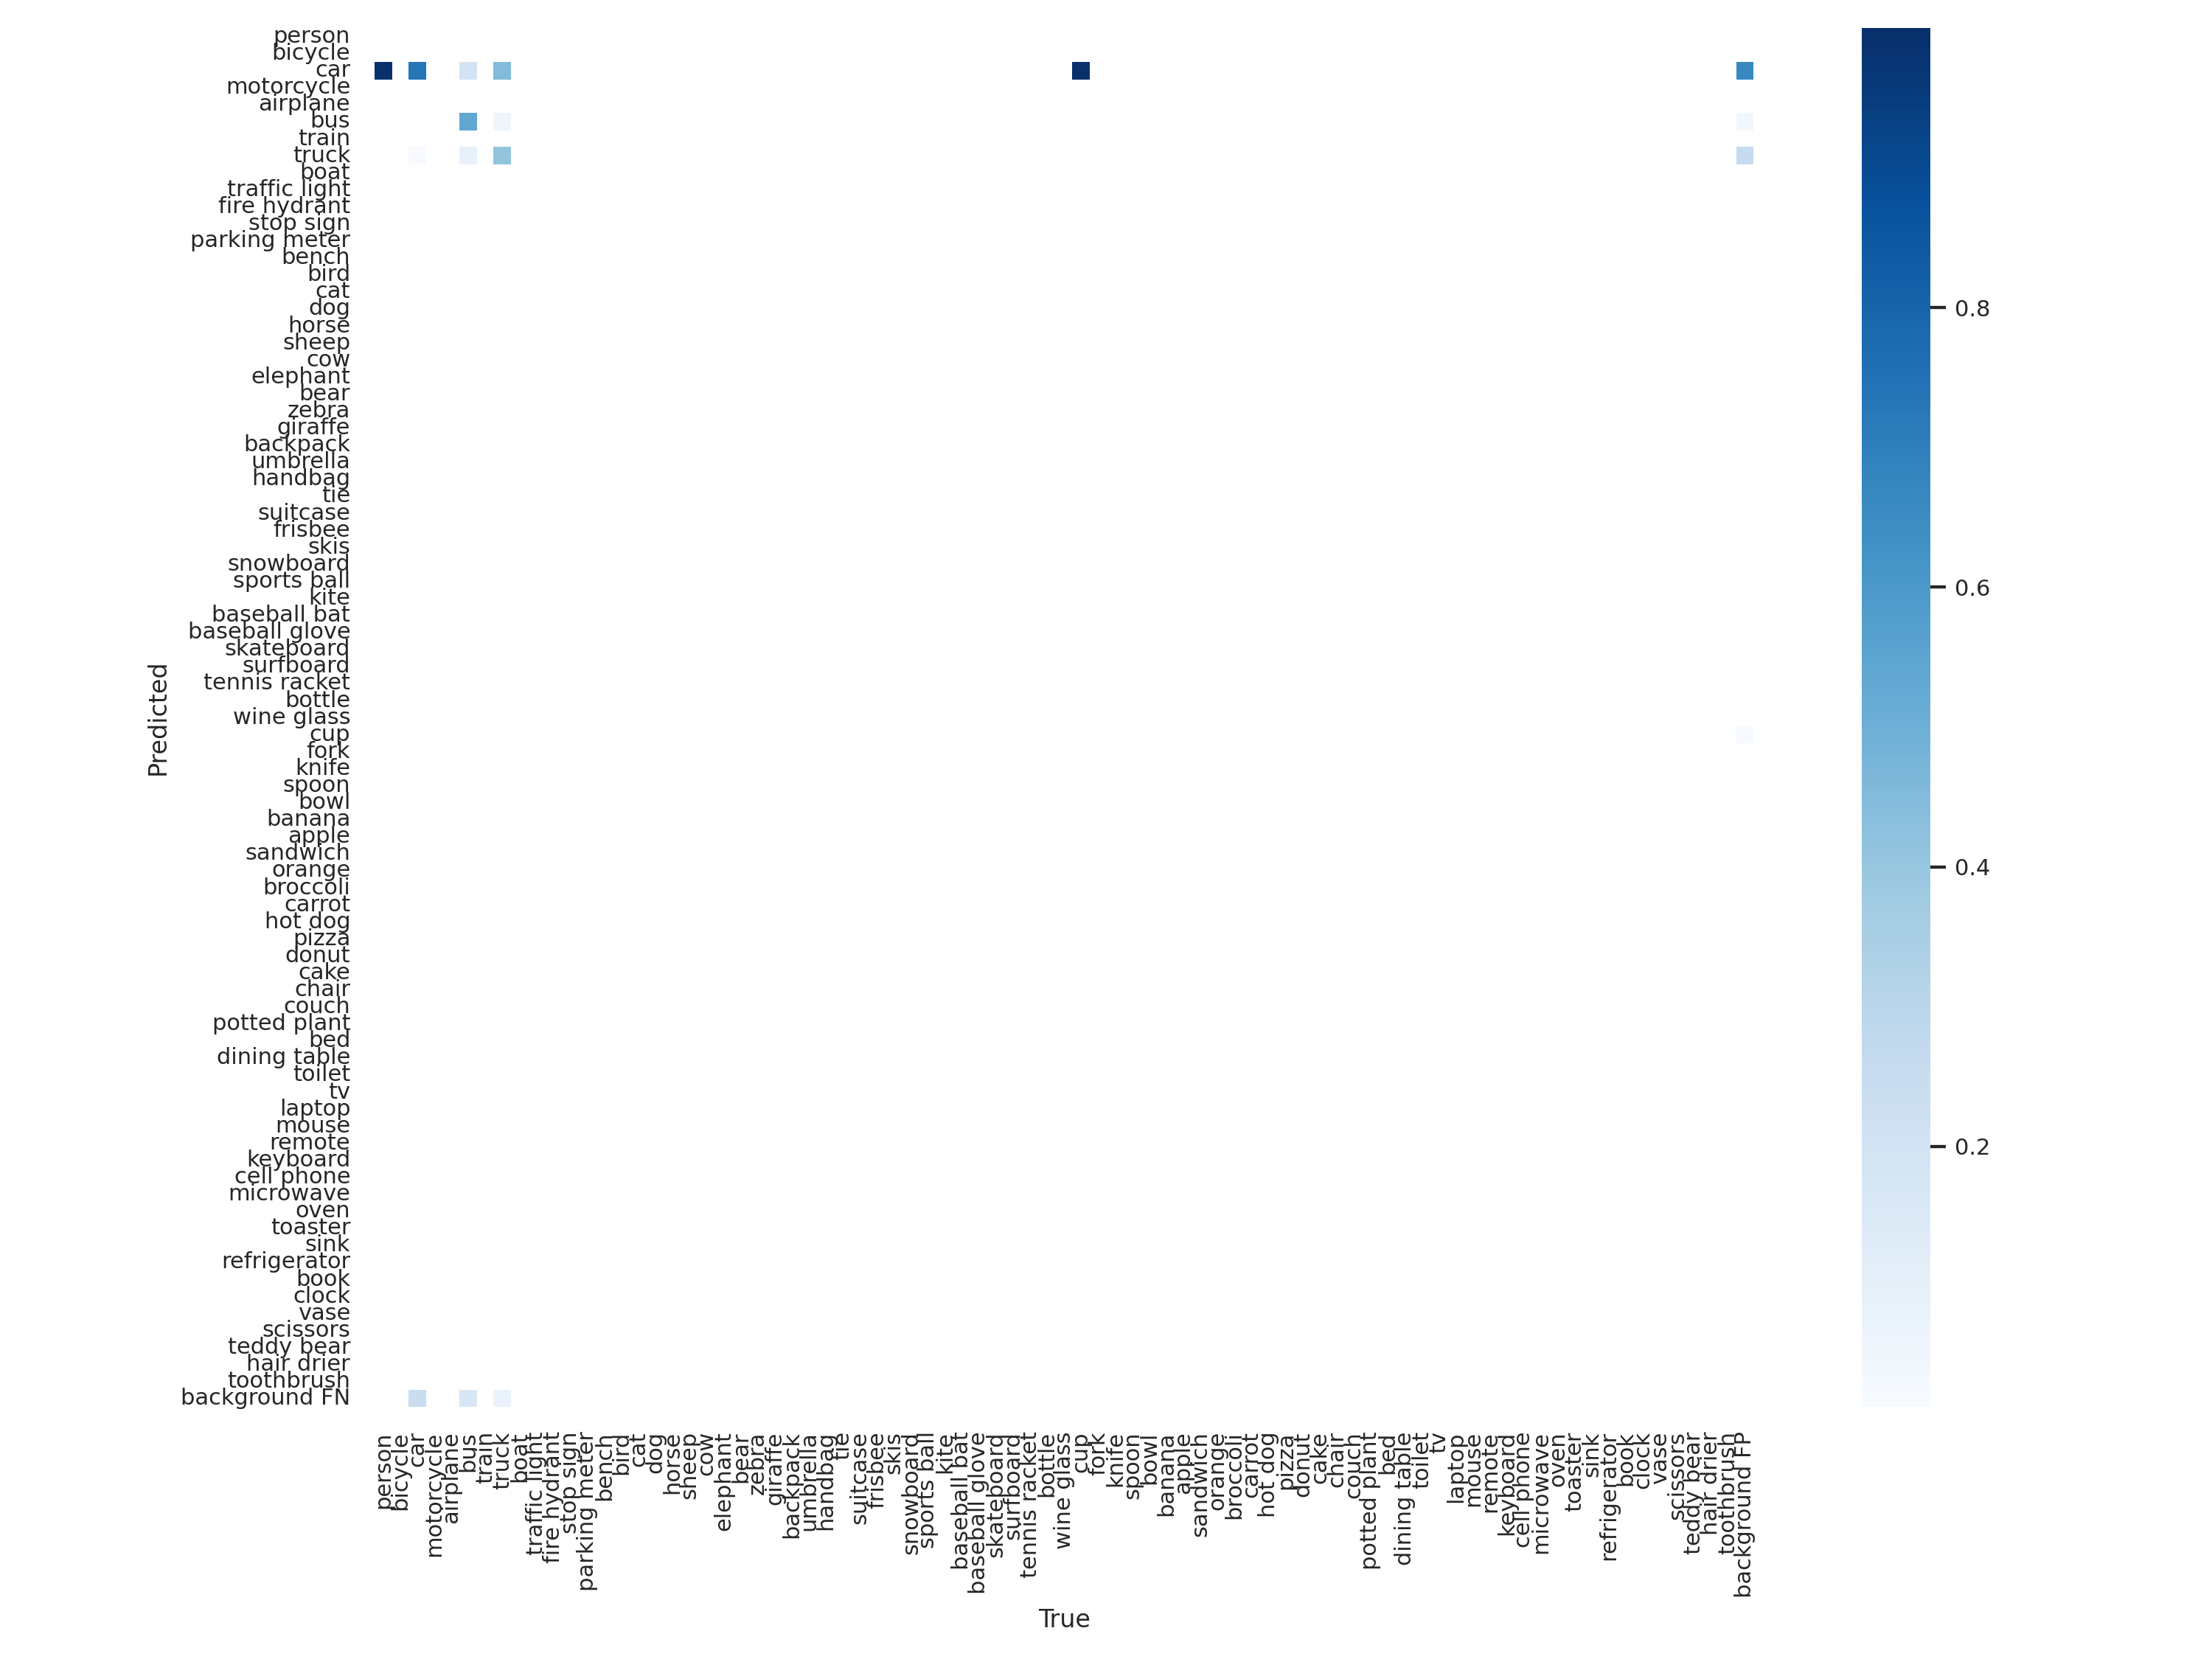 person
bicycle
car
motorcycle
airplane
bus
train
truck
boat
traffic light
fire hydrant
stop sign
parking meter
bench
bird
cat
dog
horse
sheep
cow
elephant
bear
zebra
giraffe
backpack
umbrella
handbag
tie
suitcase
frisbee
skis
snowboard
sports ball
kite
baseball bat
baseball glove
skateboard
surfboard
tennis racket
bottle
wine glass
cup
fork
knife
spoon
bowl
banana
apple
sandwich
orange
broccoli
carrot
hot dog
pizza
donut
cake
chair
couch
potted plant
bed
dining table
toilet
tv
laptop
mouse
remote
keyboard
cell phone
microwave
oven
toaster
sink
refrigerator
book
clock
vase
scissors
teddy bear
hair drier
toothbrush
background FN
Predicted
person
bicycle
car
motorcycle
airplane
bus
train
truck
boat
traffic light
fire hydrant
stop sign
parking meter
bench
bird
cat
dog
horse
sheep
cow
elephant
bear
zebra
giraffe
backpack
umbrella
handbag
tie
suitcase
frisbee
skis
snowboard
sports ball
kite
baseball bat
baseball glove
skateboard
surfboard
tennis racket
bottle
wine glass
cup
fork
knife
spoon
bowl
banana
apple
sandwich
orange
broccoli
carrot
hot dog
pizza
donut
cake
chair
couch
potted plant
bed
dining table
toilet
tv
laptop
mouse
remote
keyboard
cell phone
microwave
oven
toaster
sink
refrigerator
book
clock
vase
scissors
teddy bear
hair drier
toothbrush
background FP
True
0.8
0.6
0.4
0.2